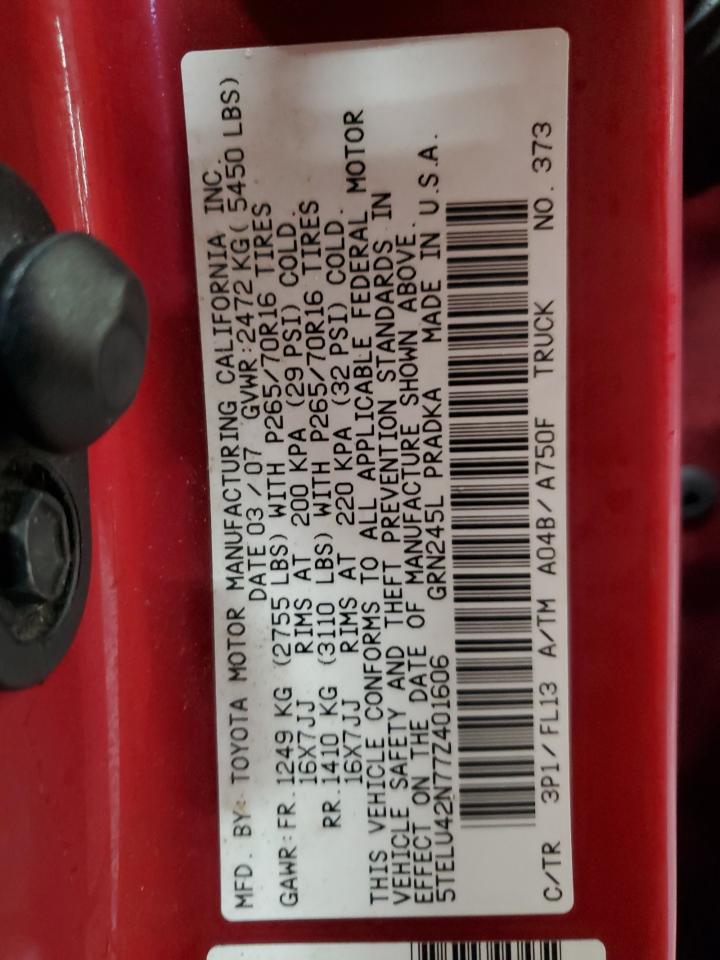 MFD. BY: TOYOTA MOTOR MANUFACTURING CALIFORNIA INC.
DATE 03/07 GVWR:2472 KG( 5450 LBS)
GAWR:FR.1249 KG (2755 LBS) WITH P265/70R16 TIRES
16X7JJ RIMS AT 200 KPA (29 PSI) COLD.
RR.1410 KG (3110 LBS) WITH P265/70R16 TIRES
16X7JJ RIMS AT 220 KPA (32 PSI) COLD.
THIS VEHICLE CONFORMS TO ALL APPLICABLE FEDERAL MOTOR
VEHICLE SAFETY AND THEFT PREVENTION STANDARDS IN
EFFECT ON THE DATE OF MANUFACTURE SHOWN ABOVE.
5TELU42N77Z401606 GRN245L PRADKA MADE IN U.S.A.
C/TR 3P1/FL13 A/TM A04B/A750F TRUCK NO. 373